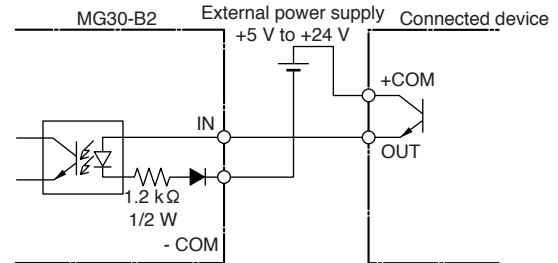 MG30-B2
External power supply
+5 V to +24 V
Connected device
+COM
IN
OUT
1.2 kΩ
1/2 W
- COM